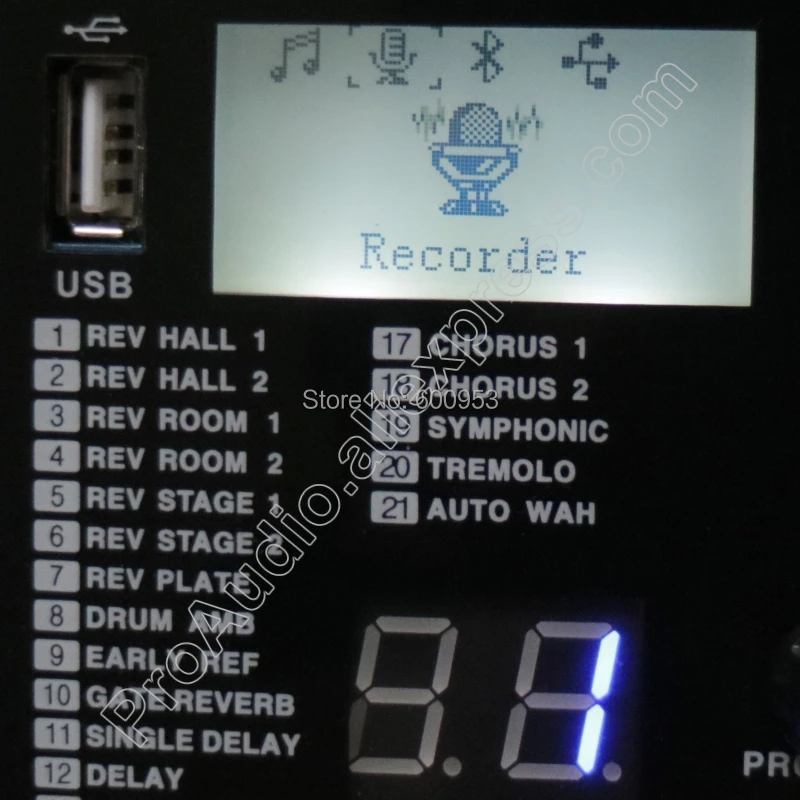 Recorder
USB
1 REV HALL 1
2 REV HALL 2
3 REV ROOM 1
4 REV ROOM 2
5 REV STAGE 1
6 REV STAGE 2
7 REV PLATE
8 DRUM AMB
9 EARLY REF
10 GATE REVERB
11 SINGLE DELAY
12 DELAY
17 CHORUS 1
18 CHORUS 2
19 SYMPHONIC
20 TREMOLO
21 AUTO WAH
1
Store No: 600953
ProAudio.aliexpress.com